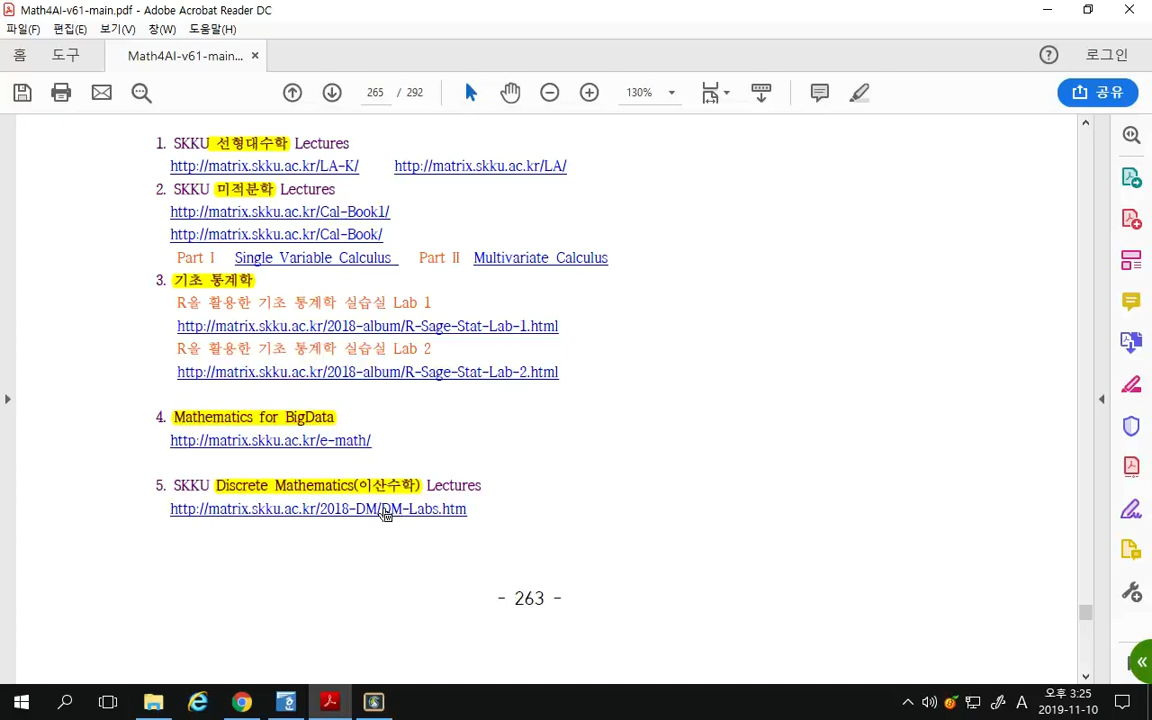 Math4AI-v61-main.pdf - Adobe Acrobat Reader DC
파일(F) 편집(E) 보기(V) 창(W) 도움말(H)
홈 도구 Math4AI-v61-main... × 로그인
265 / 292 130% 공유
1. SKKU 선형대수학 Lectures
http://matrix.skku.ac.kr/LA-K/ http://matrix.skku.ac.kr/LA/
2. SKKU 미적분학 Lectures
http://matrix.skku.ac.kr/Cal-Book1/
http://matrix.skku.ac.kr/Cal-Book/
Part I Single Variable Calculus Part II Multivariate Calculus
3. 기초 통계학
R을 활용한 기초 통계학 실습실 Lab 1
http://matrix.skku.ac.kr/2018-album/R-Sage-Stat-Lab-1.html
R을 활용한 기초 통계학 실습실 Lab 2
http://matrix.skku.ac.kr/2018-album/R-Sage-Stat-Lab-2.html
4. Mathematics for BigData
http://matrix.skku.ac.kr/e-math/
5. SKKU Discrete Mathematics(이산수학) Lectures
http://matrix.skku.ac.kr/2018-DM/DM-Labs.htm
- 263 -
A 오후 3:25
2019-11-10